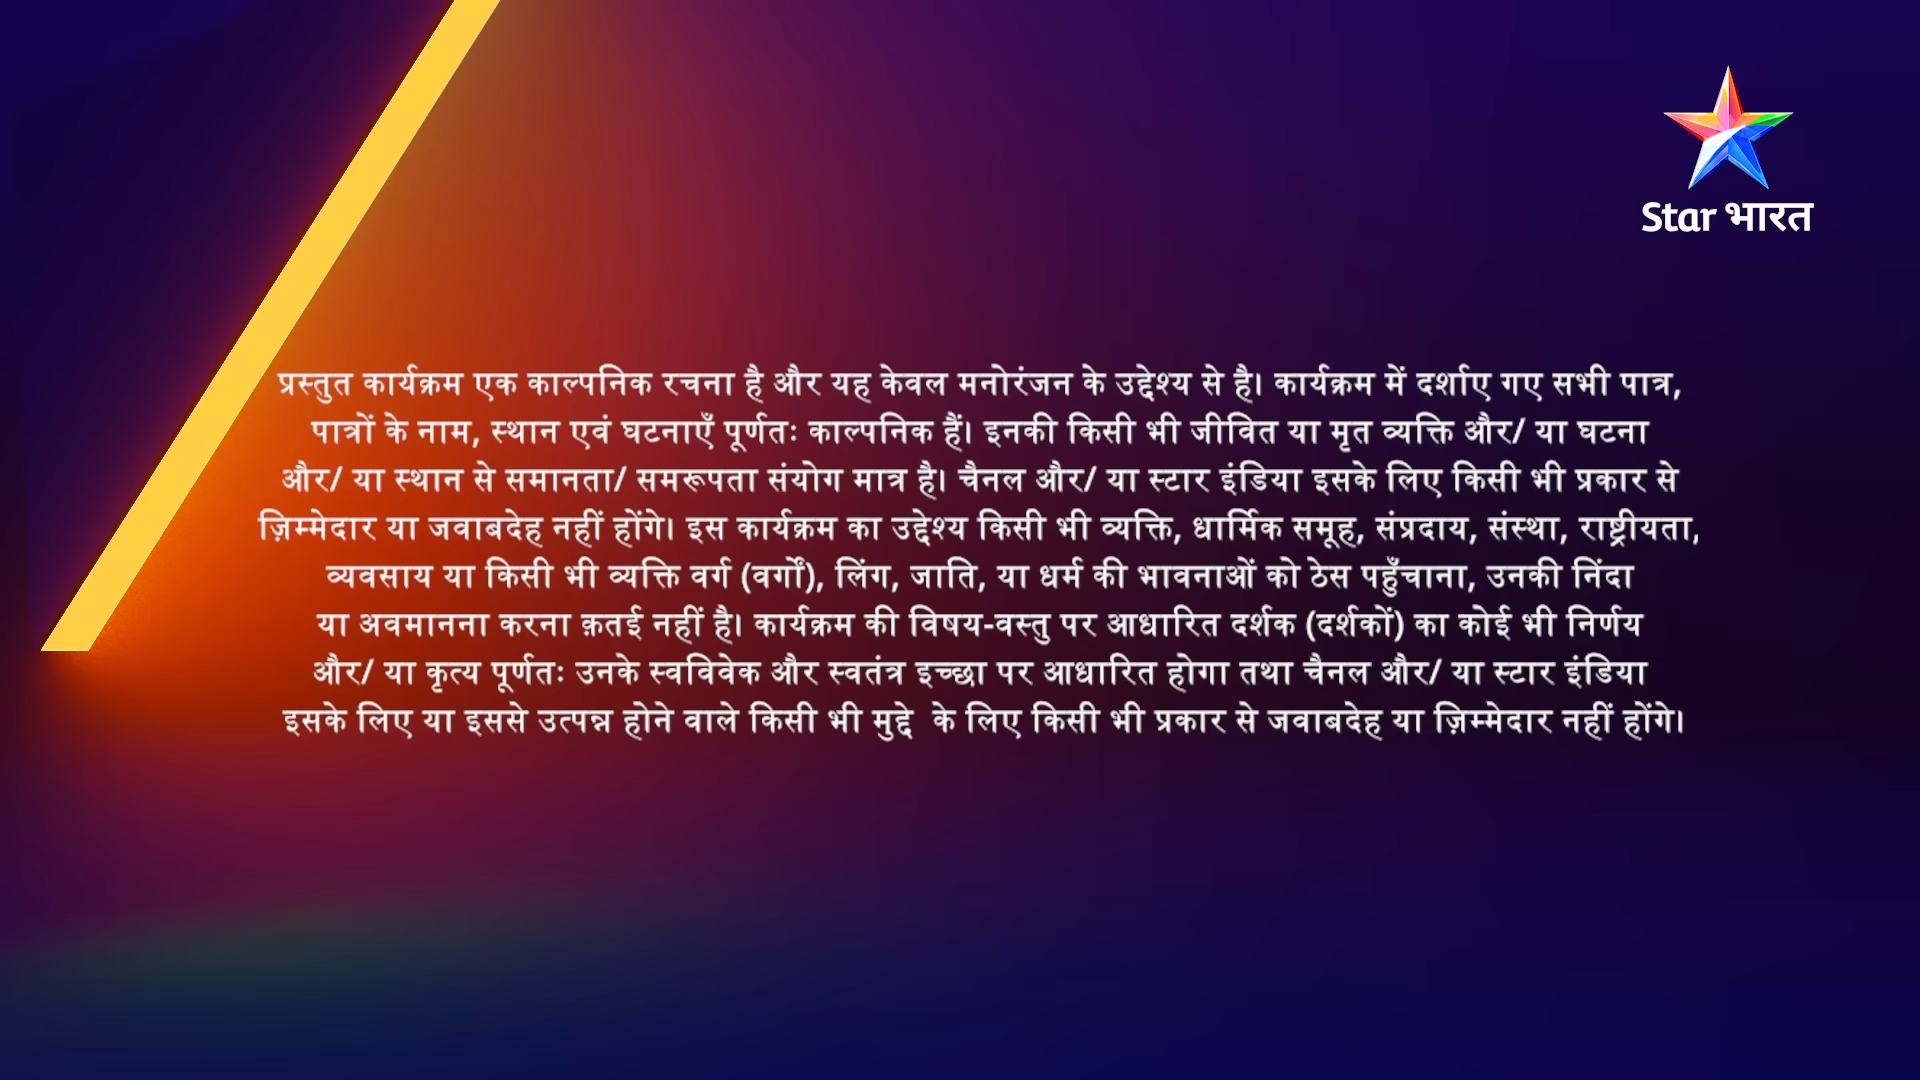 Star भारत
प्रस्तुत कार्यक्रम एक काल्पनिक रचना है और यह केवल मनोरंजन के उद्देश्य से है। कार्यक्रम में दर्शाए गए सभी पात्र,
पात्रों के नाम, स्थान एवं घटनाएँ पूर्णतः काल्पनिक हैं। इनकी किसी भी जीवित या मृत व्यक्ति और/ या घटना
और/ या स्थान से समानता/ समरूपता संयोग मात्र है। चैनल और/ या स्टार इंडिया इसके लिए किसी भी प्रकार से
ज़िम्मेदार या जवाबदेह नहीं होंगे। इस कार्यक्रम का उद्देश्य किसी भी व्यक्ति, धार्मिक समूह, संप्रदाय, संस्था, राष्ट्रीयता,
व्यवसाय या किसी भी व्यक्ति वर्ग (वर्गों), लिंग, जाति, या धर्म की भावनाओं को ठेस पहुँचाना, उनकी निंदा
या अवमानना करना क़तई नहीं है। कार्यक्रम की विषय-वस्तु पर आधारित दर्शक (दर्शकों) का कोई भी निर्णय
और/ या कृत्य पूर्णतः उनके स्वविवेक और स्वतंत्र इच्छा पर आधारित होगा तथा चैनल और/ या स्टार इंडिया
इसके लिए या इससे उत्पन्न होने वाले किसी भी मुद्दे के लिए किसी भी प्रकार से जवाबदेह या ज़िम्मेदार नहीं होंगे।